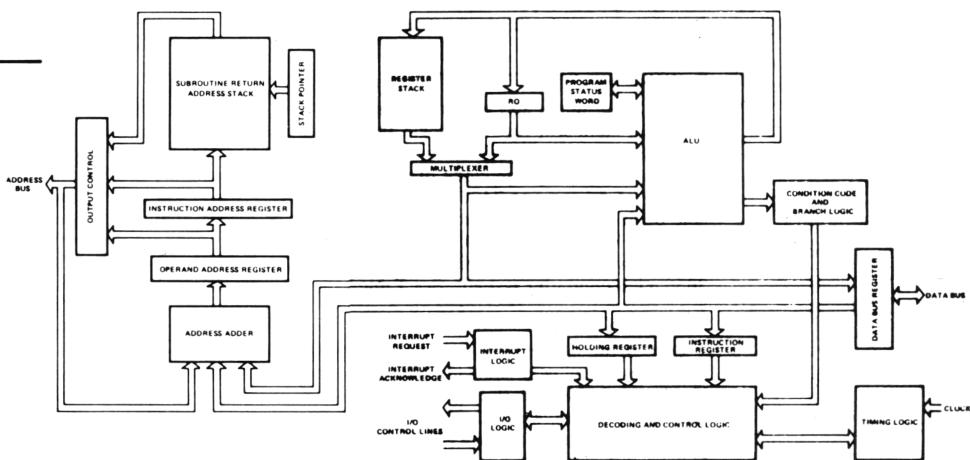 SUBROUTINE RETURN
ADDRESS STACK
STACK POINTER
ADDRESS
BUS
OUTPUT CONTROL
INSTRUCTION ADDRESS REGISTER
OPERAND ADDRESS REGISTER
ADDRESS ADDER
REGISTER
STACK
RO
PROGRAM
STATUS
WORD
ALU
MULTIPLEXER
CONDITION CUDE
AND
BRANCH LOGIC
DATA BUS REGISTER
DATA BUS
INTERRUPT
REQUEST
INTERRUPT
ACKNOWLEDGE
INTERRUPT
LOGIC
HOLDING REGISTER
INSTRUCTION
REGISTER
I/O
CONTROL LINES
I/O
LOGIC
DECODING AND CONTROL LOGIC
TIMING LOGIC
CLOCK